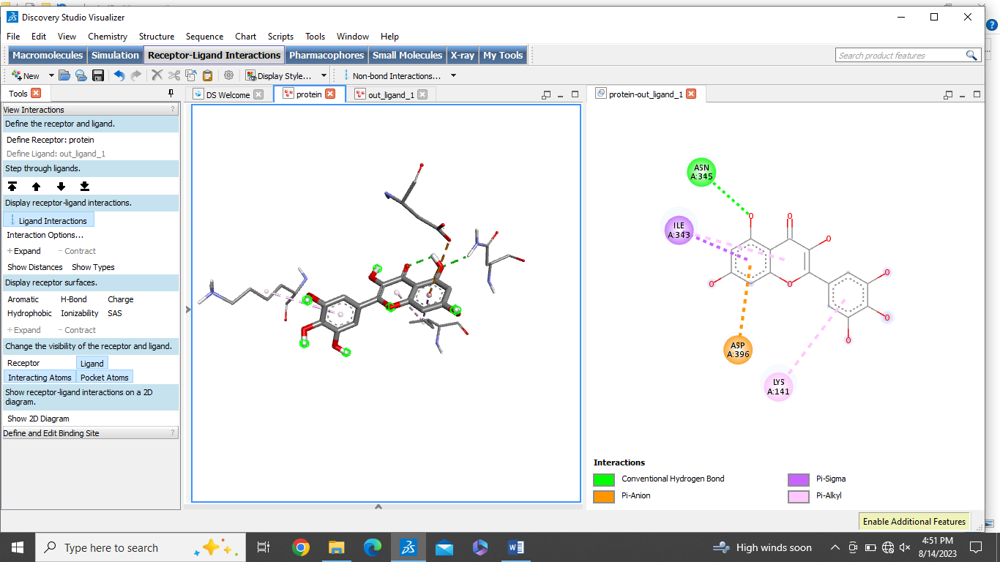 Discovery Studio Visualizer
File Edit View Chemistry Structure Sequence Chart Scripts Tools Window Help
Macromolecules Simulation Receptor-Ligand Interactions Pharmacophores Small Molecules X-ray My Tools
Search product features
New Display Style... Non-bond Interactions...
Tools
DS Welcome protein out_ligand_1
protein-out_ligand_1
View Interactions ?
Define the receptor and ligand.
Define Receptor: protein
Define Ligand: out_ligand_1
Step through ligands.
Display receptor-ligand interactions.
Ligand Interactions
Interaction Options...
+ Expand − Contract
Show Distances Show Types
Display receptor surfaces.
Aromatic H-Bond Charge
Hydrophobic Ionizability SAS
+ Expand − Contract
Change the visibility of the receptor and ligand.
Receptor Ligand
Interacting Atoms Pocket Atoms
Show receptor-ligand interactions on a 2D
diagram.
Show 2D Diagram
Define and Edit Binding Site ?
ASN
A:345
ILE
A:343
O O
O
O O
O
O
O
ASP
A:396
LYS
A:141
Interactions
Conventional Hydrogen Bond
Pi-Anion
Pi-Sigma
Pi-Alkyl
Enable Additional Features
Type here to search
High winds soon
4:51 PM
8/14/2023